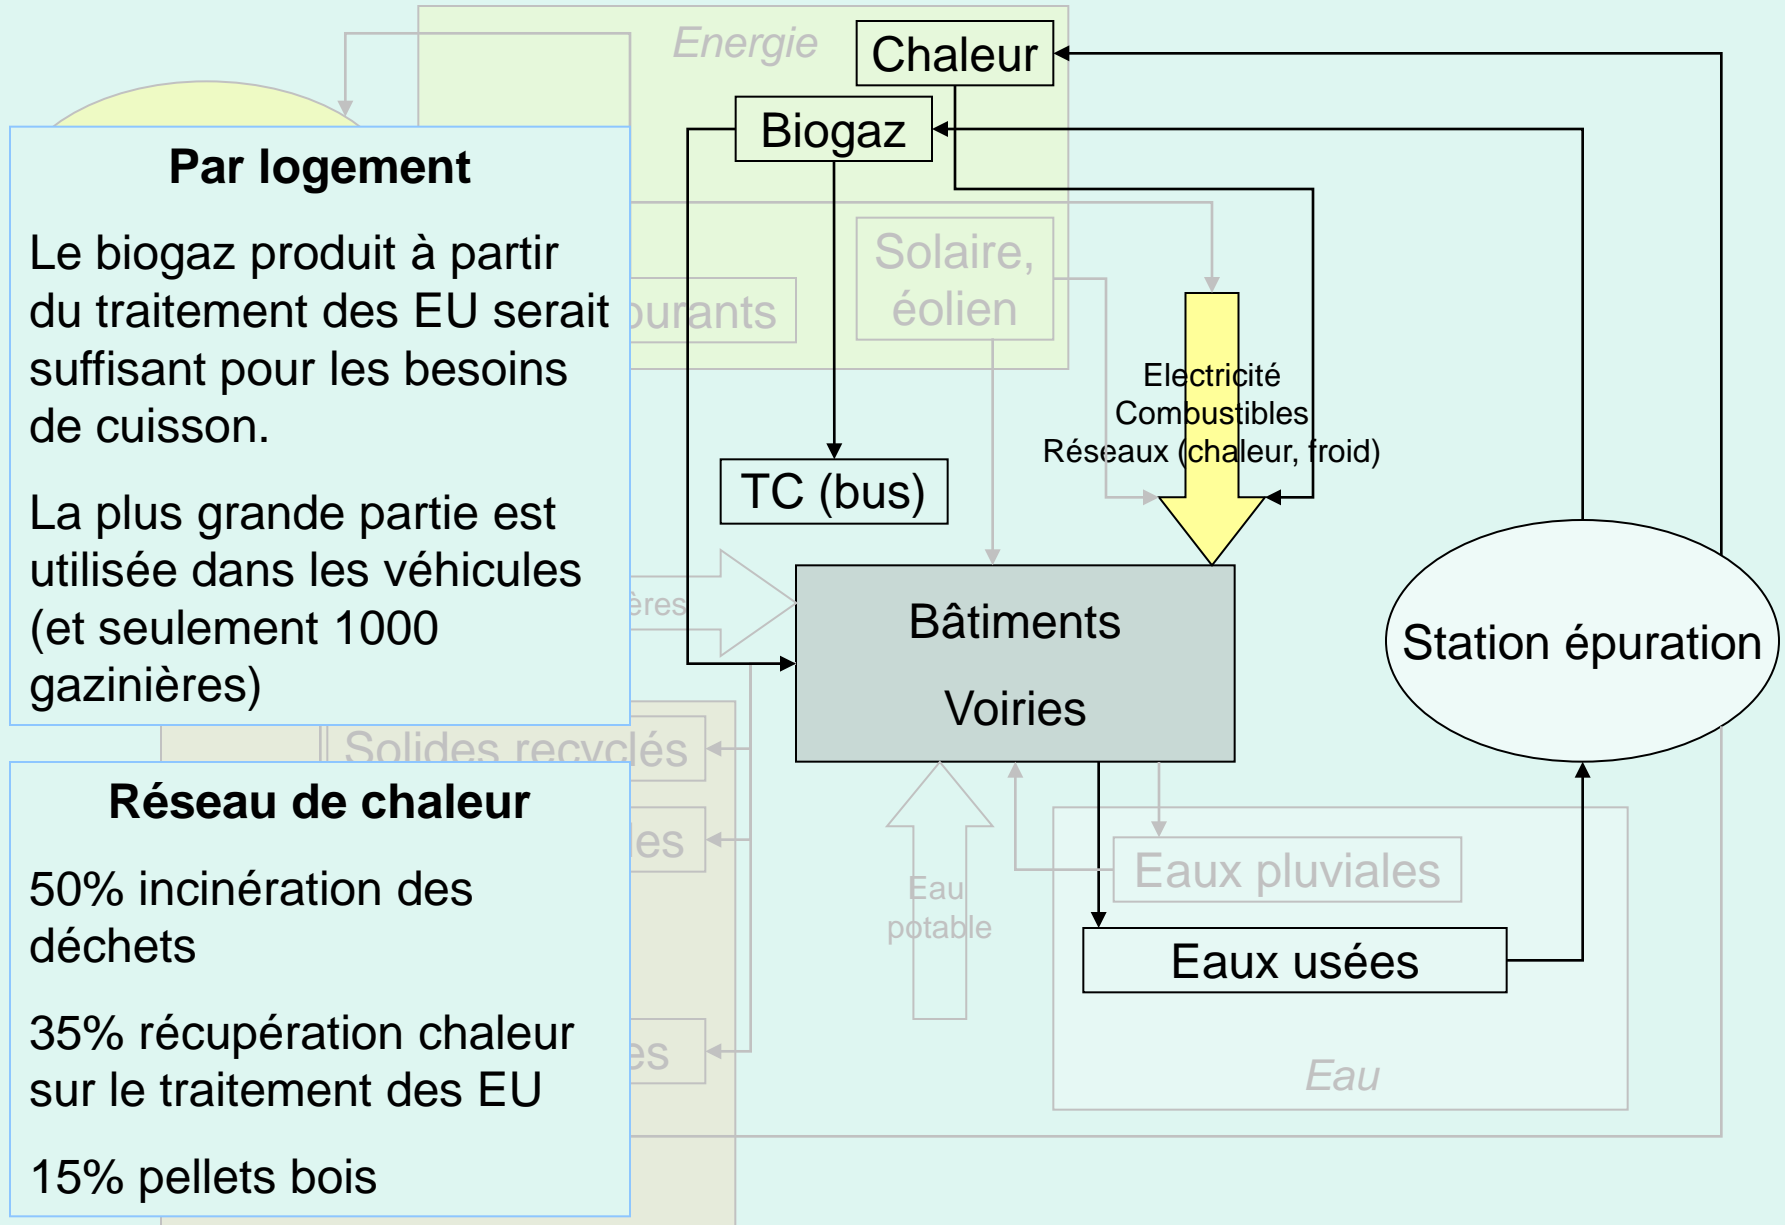 Energie
Chaleur
Biogaz
Par logement
Le biogaz produit à partir
du traitement des EU serait
suffisant pour les besoins
de cuisson.
La plus grande partie est
utilisée dans les véhicules
(et seulement 1000
gazinières)
Solaire,
éolien
Electricité
Combustibles
Réseaux (chaleur, froid)
TC (bus)
Bâtiments
Voiries
Station épuration
Solides recyclés
Réseau de chaleur
50% incinération des
déchets
35% récupération chaleur
sur le traitement des EU
15% pellets bois
Eau
potable
Eaux pluviales
Eaux usées
Eau